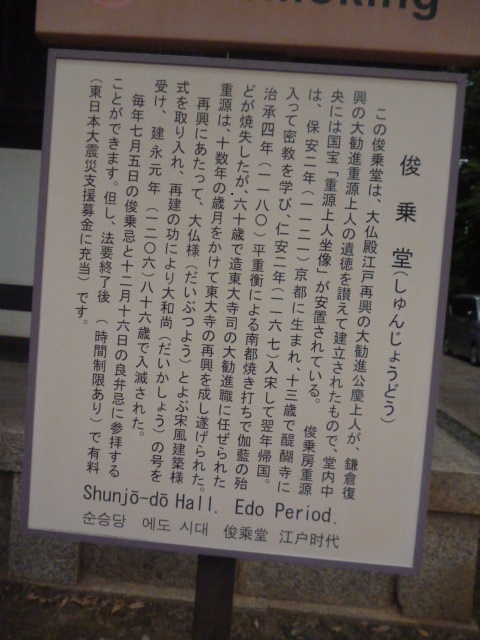 oking
俊乗堂(しゅんじょうどう)
この俊乗堂は、大仏殿江戸再興の大勧進公慶上人が、鎌倉復
興の大勧進重源上人の遺徳を讃えて建立されたもので、堂内中
央には国宝「重源上人坐像」が安置されている。 俊乗房重源
は、保安二年(一一二一)京都に生まれ、十三歳で醍醐寺に
入って密教を学び、仁安二年(一一六七)入宋して翌年帰国。
治承四年(一一八〇)平重衡による南都焼き打ちで伽藍の殆
どが焼失したが、六十歳で造東大寺司の大勧進職に任ぜられた
重源は、十数年の歳月をかけて東大寺の再興を成し遂げられた。
再興にあたって、大仏様(だいぶつよう)とよぶ宋風建築様
式を取り入れ、再建の功により大和尚(だいかしょう)の号を
受け、建永元年(一二〇六)八十六歳で入滅された。
毎年七月五日の俊乗忌と十二月十六日の良弁忌に参拝する
ことができます。但し、法要終了後 (時間制限あり)で有料
(東日本大震災支援募金に充当)です。
Shunjō-dō Hall. Edo Period.
순승당 에도 시대 俊乘堂 江户时代